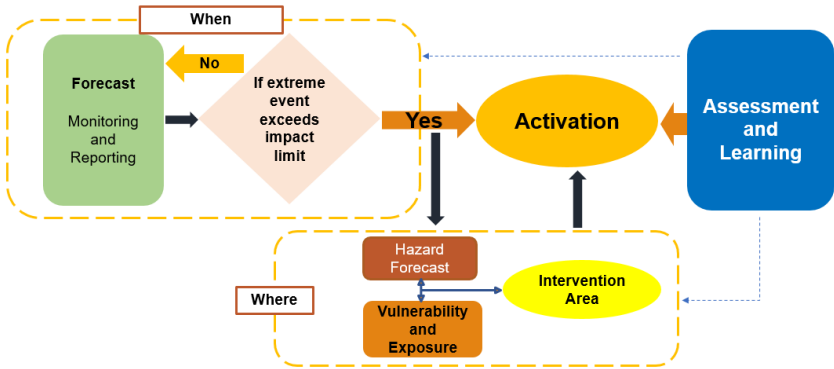 When
Forecast
Monitoring
and
Reporting
No
If extreme
event
exceeds
impact
limit
Yes
Activation
Assessment
and
Learning
Where
Hazard
Forecast
Vulnerability
and
Exposure
Intervention
Area